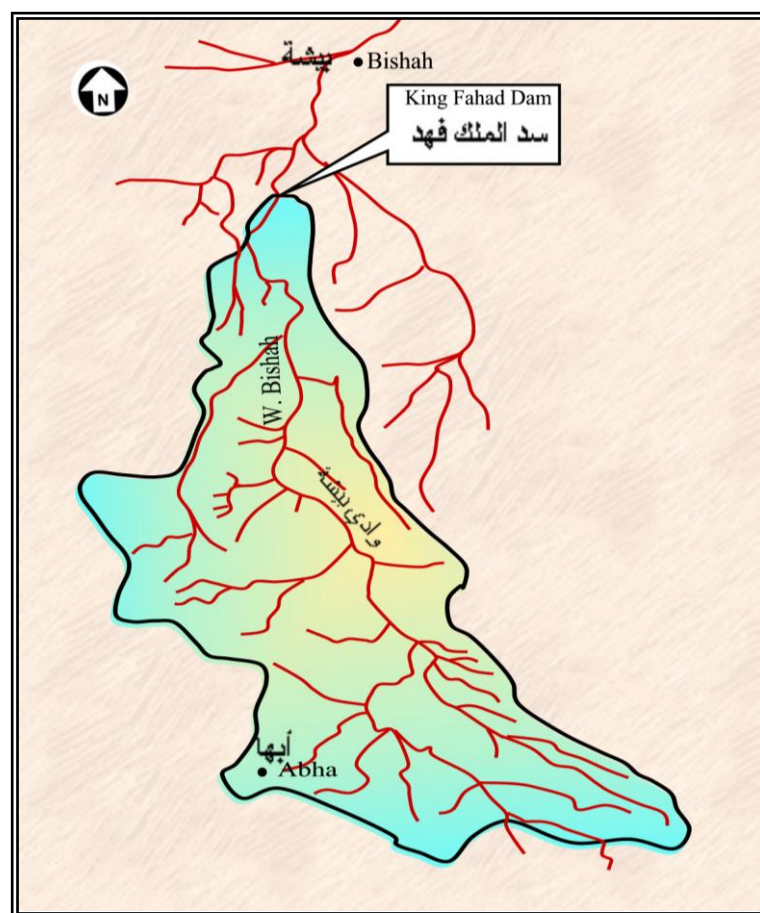 بيشة
Bishah
N
King Fahad Dam
سد الملك فهد
W. Bishah
وادي بيشة
أبها
Abha